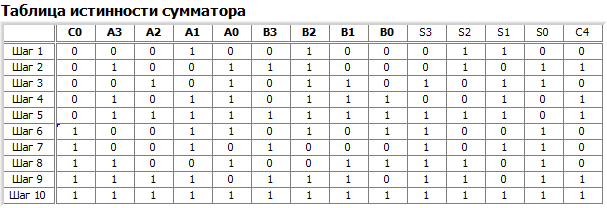 Таблица истинности сумматора
C0 A3 A2 A1 A0 B3 B2 B1 B0 S3 S2 S1 S0 C4
Шаг 1 0 0 0 1 0 0 1 0 0 0 1 1 0 0
Шаг 2 0 1 0 0 1 1 1 0 0 0 1 0 1 1
Шаг 3 0 0 1 0 1 0 1 1 0 1 0 1 1 0
Шаг 4 0 1 0 1 1 0 1 1 1 0 0 1 0 1
Шаг 5 0 1 1 1 1 1 1 1 1 1 1 1 0 1
Шаг 6 1 0 0 1 1 0 1 0 1 1 0 0 1 0
Шаг 7 1 0 0 1 0 1 0 0 0 1 0 1 1 0
Шаг 8 1 1 0 0 1 0 0 1 1 1 1 0 1 0
Шаг 9 1 1 1 1 0 1 1 1 0 1 1 0 1 1
Шаг 10 1 1 1 1 1 1 1 1 1 1 1 1 1 1